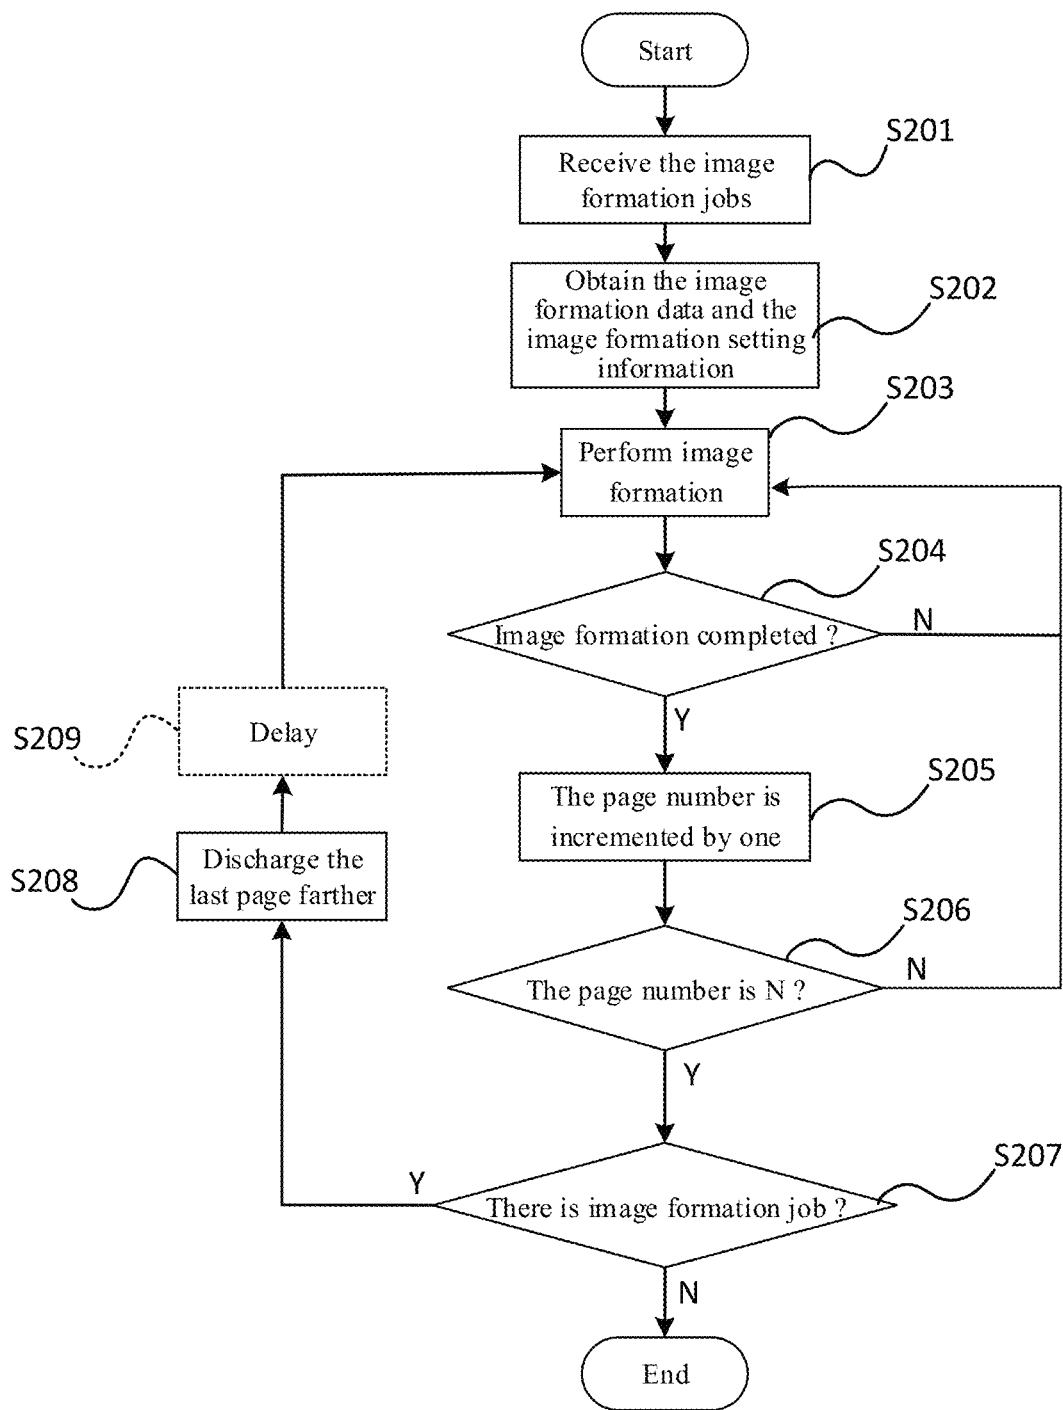 Start
S201
Receive the image
formation jobs
S202
Obtain the image
formation data and the
image formation setting
information
S203
Perform image
formation
S204
Image formation completed ?
N
Y
S209
Delay
S205
The page number is
incremented by one
S208
Discharge the
last page farther
S206
The page number is N ?
N
Y
S207
Y
There is image formation job ?
N
End